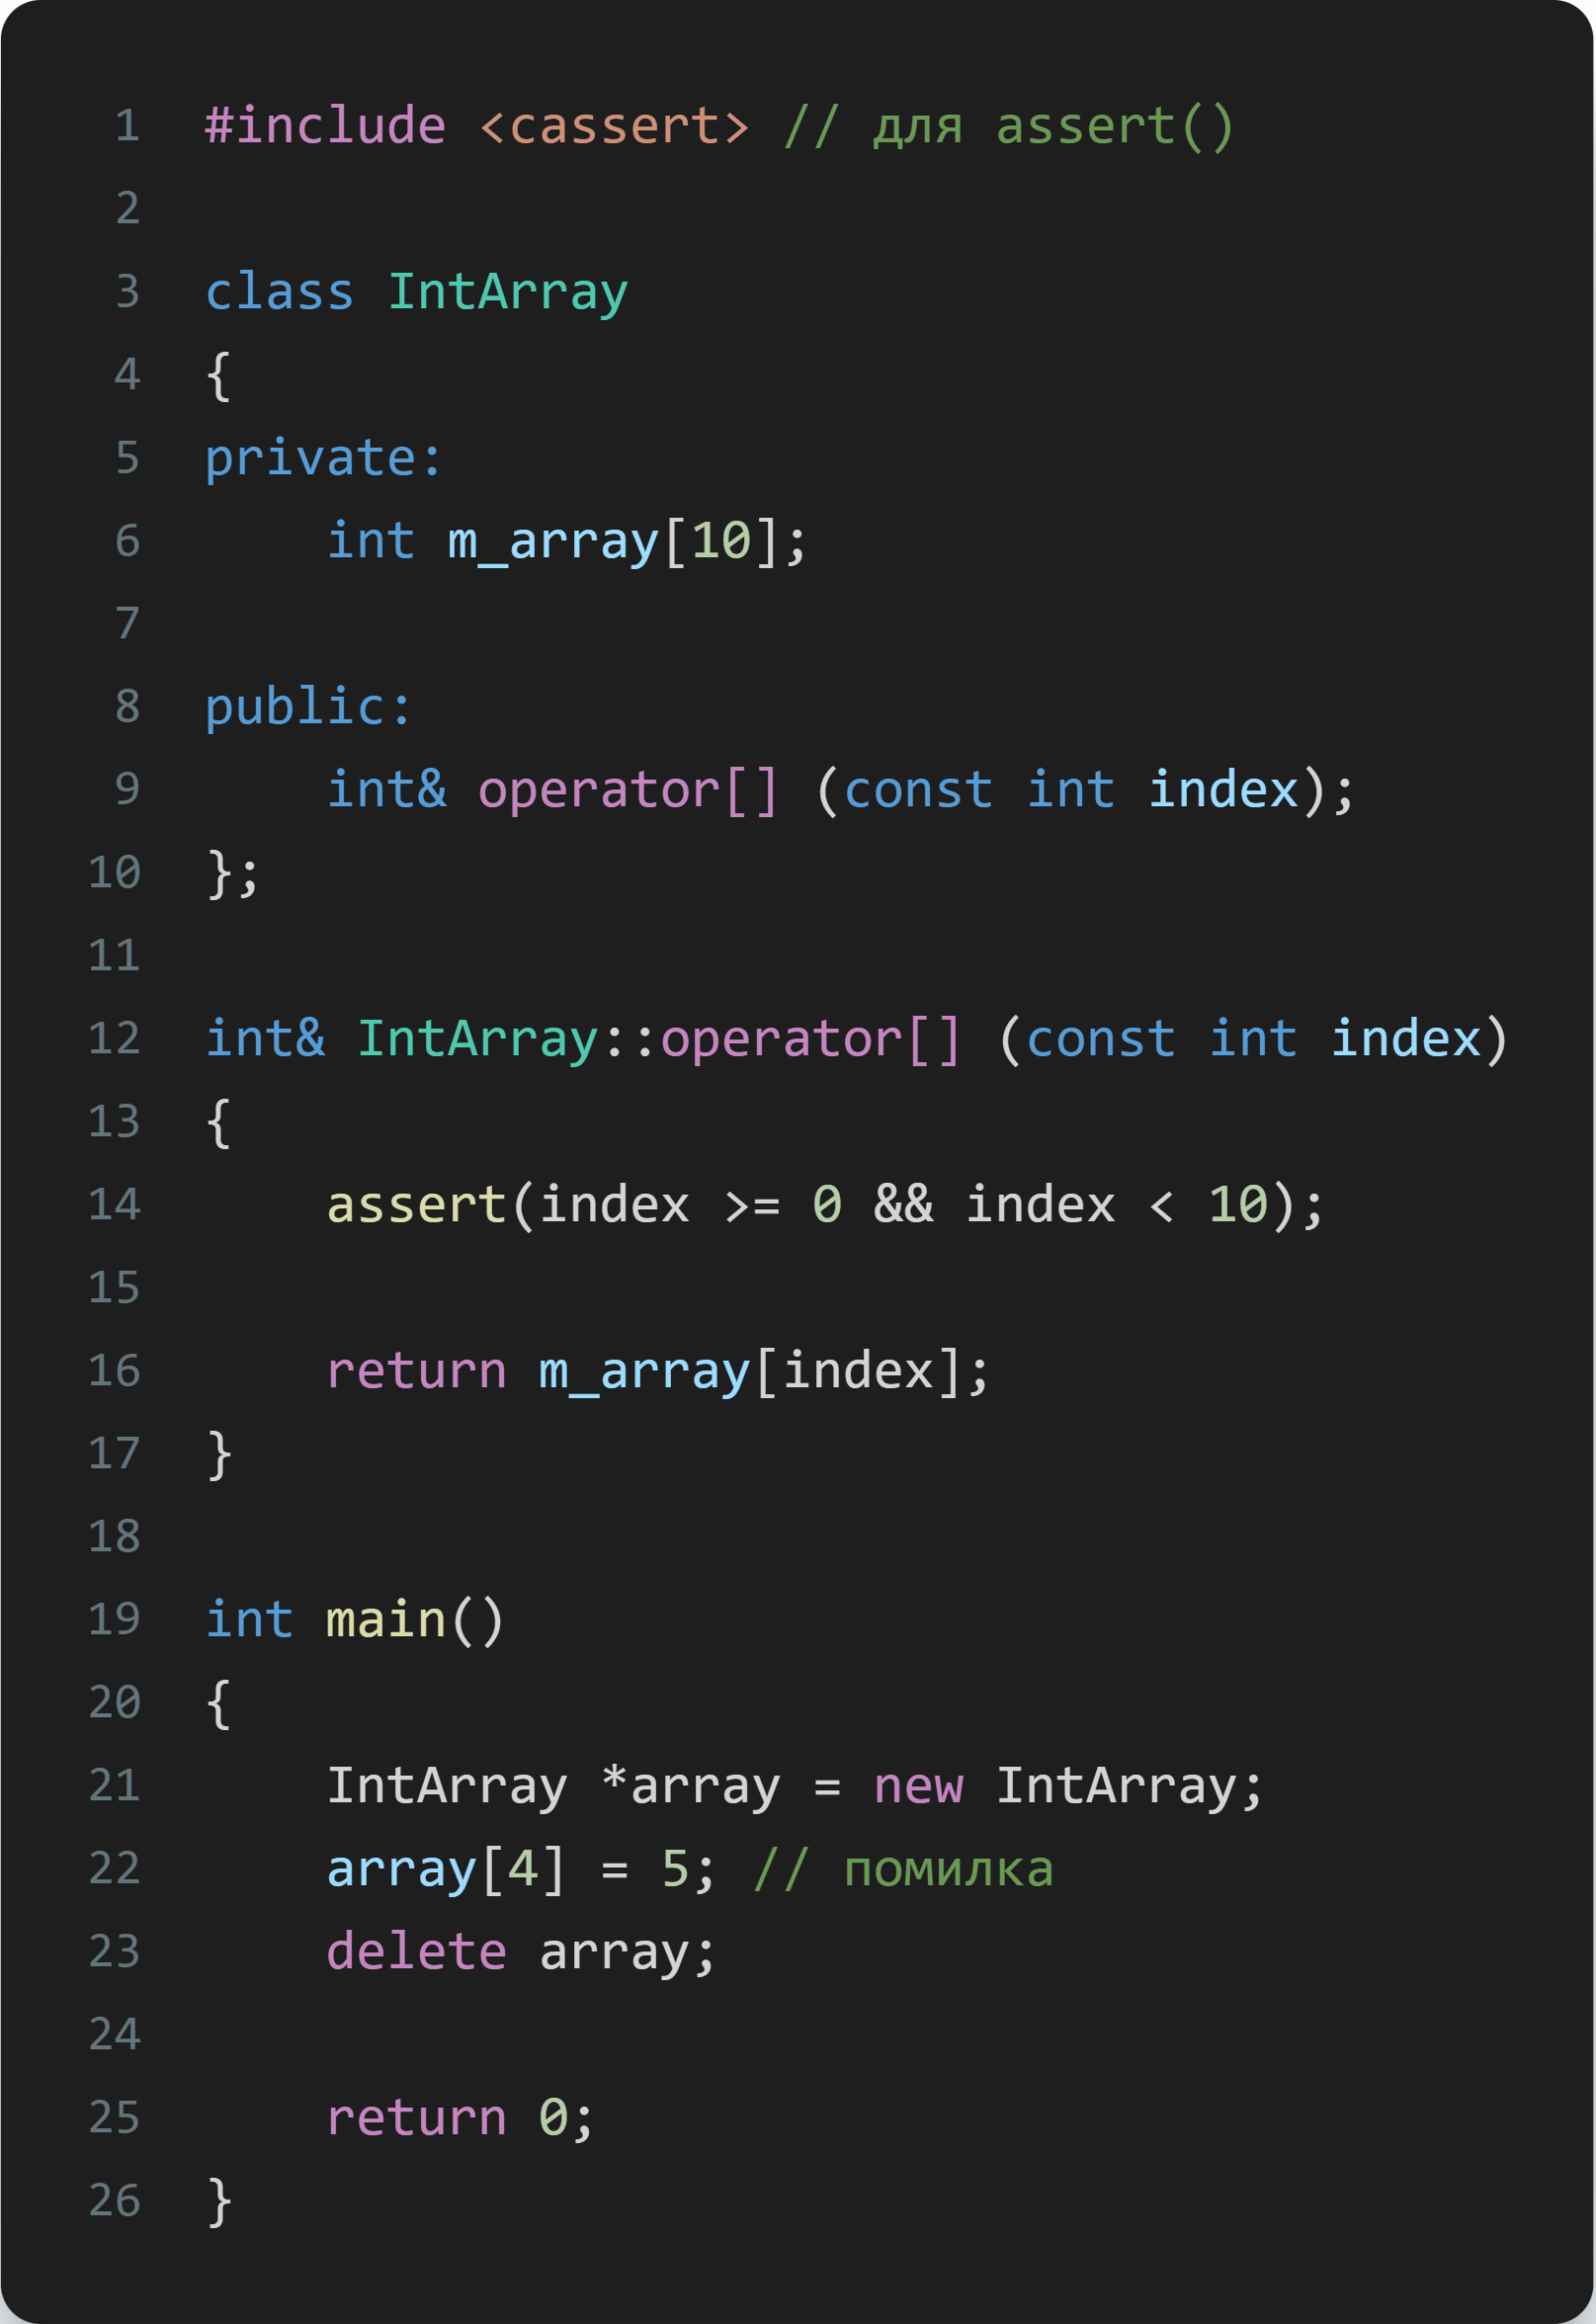 1 #include <cassert> // для assert()
2
3 class IntArray
4 {
5 private:
6     int m_array[10];
7
8 public:
9     int& operator[] (const int index);
10 };
11
12 int& IntArray::operator[] (const int index)
13 {
14     assert(index >= 0 && index < 10);
15
16     return m_array[index];
17 }
18
19 int main()
20 {
21     IntArray *array = new IntArray;
22     array[4] = 5; // помилка
23     delete array;
24
25     return 0;
26 }